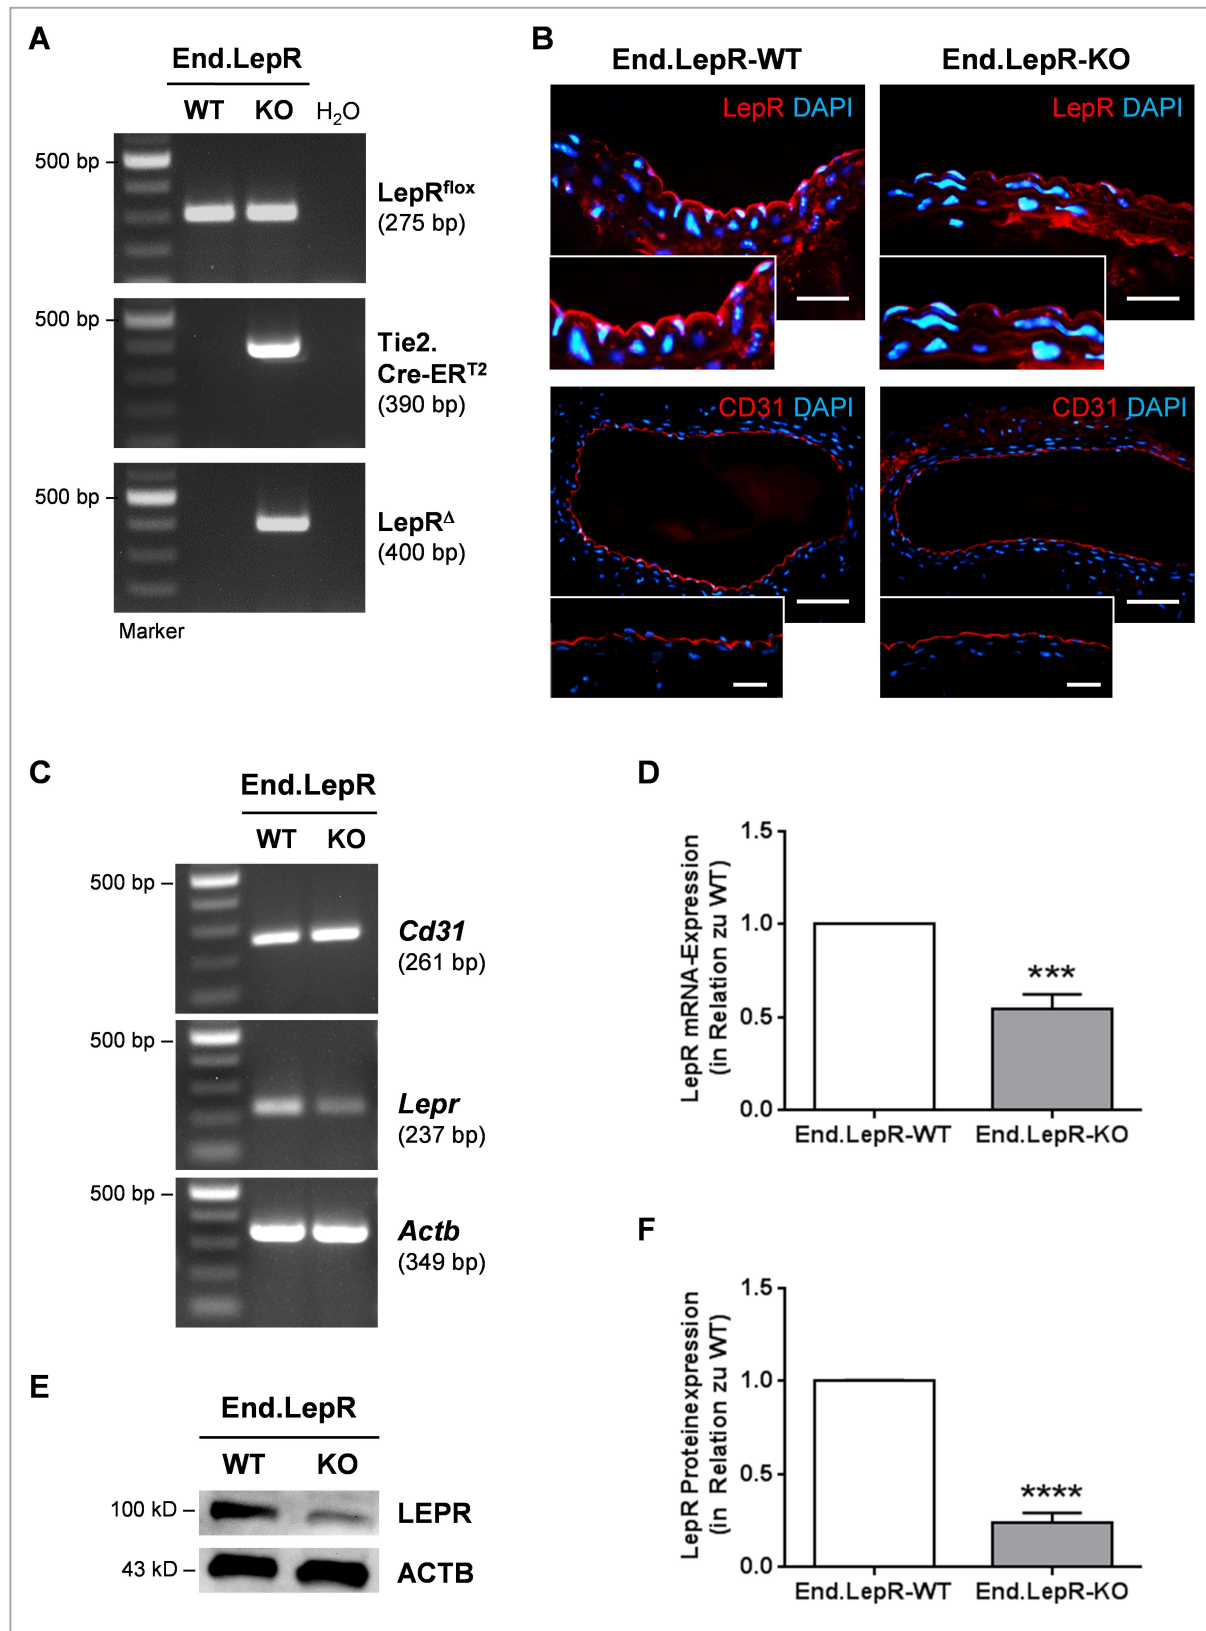 A
End.LepR
WT KO H₂O
500 bp
LepRᶠˡᵒˣ
(275 bp)
500 bp
Tie2.
Cre-ERᵀ²
(390 bp)
500 bp
LepRᐞ
(400 bp)
Marker
B
End.LepR-WT End.LepR-KO
LepR DAPI LepR DAPI
CD31 DAPI CD31 DAPI
C
End.LepR
WT KO
500 bp
Cd31
(261 bp)
500 bp
Lepr
(237 bp)
500 bp
Actb
(349 bp)
D
LepR mRNA-Expression
(in Relation zu WT)
1.5
1.0
0.5
0.0
***
End.LepR-WT End.LepR-KO
E
End.LepR
WT KO
100 kD
LEPR
43 kD
ACTB
F
LepR Proteinexpression
(in Relation zu WT)
1.5
1.0
0.5
0.0
****
End.LepR-WT End.LepR-KO